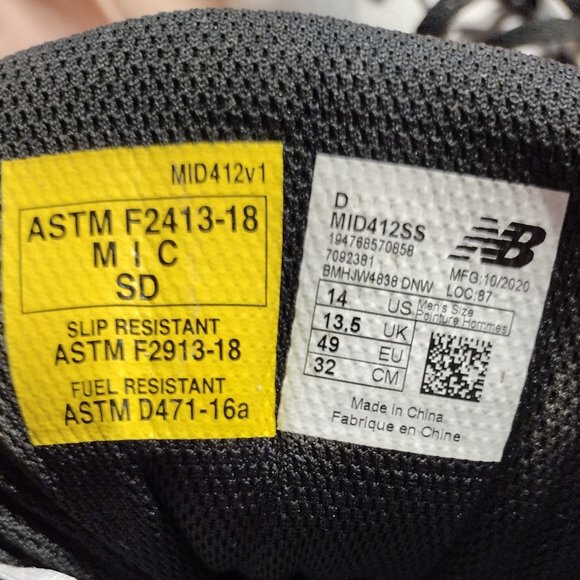 MID412v1
ASTM F2413-18
M I C
SD
SLIP RESISTANT
ASTM F2913-18
FUEL RESISTANT
ASTM D471-16a
D
MID412SS
194768570858
7092381
BMHJW4838 DNW
NB
MFG:10/2020
LOC:87
14 US
13.5 UK
49 EU
32 CM
Men's Size
Pointure Hommes
Made in China
Fabrique en Chine